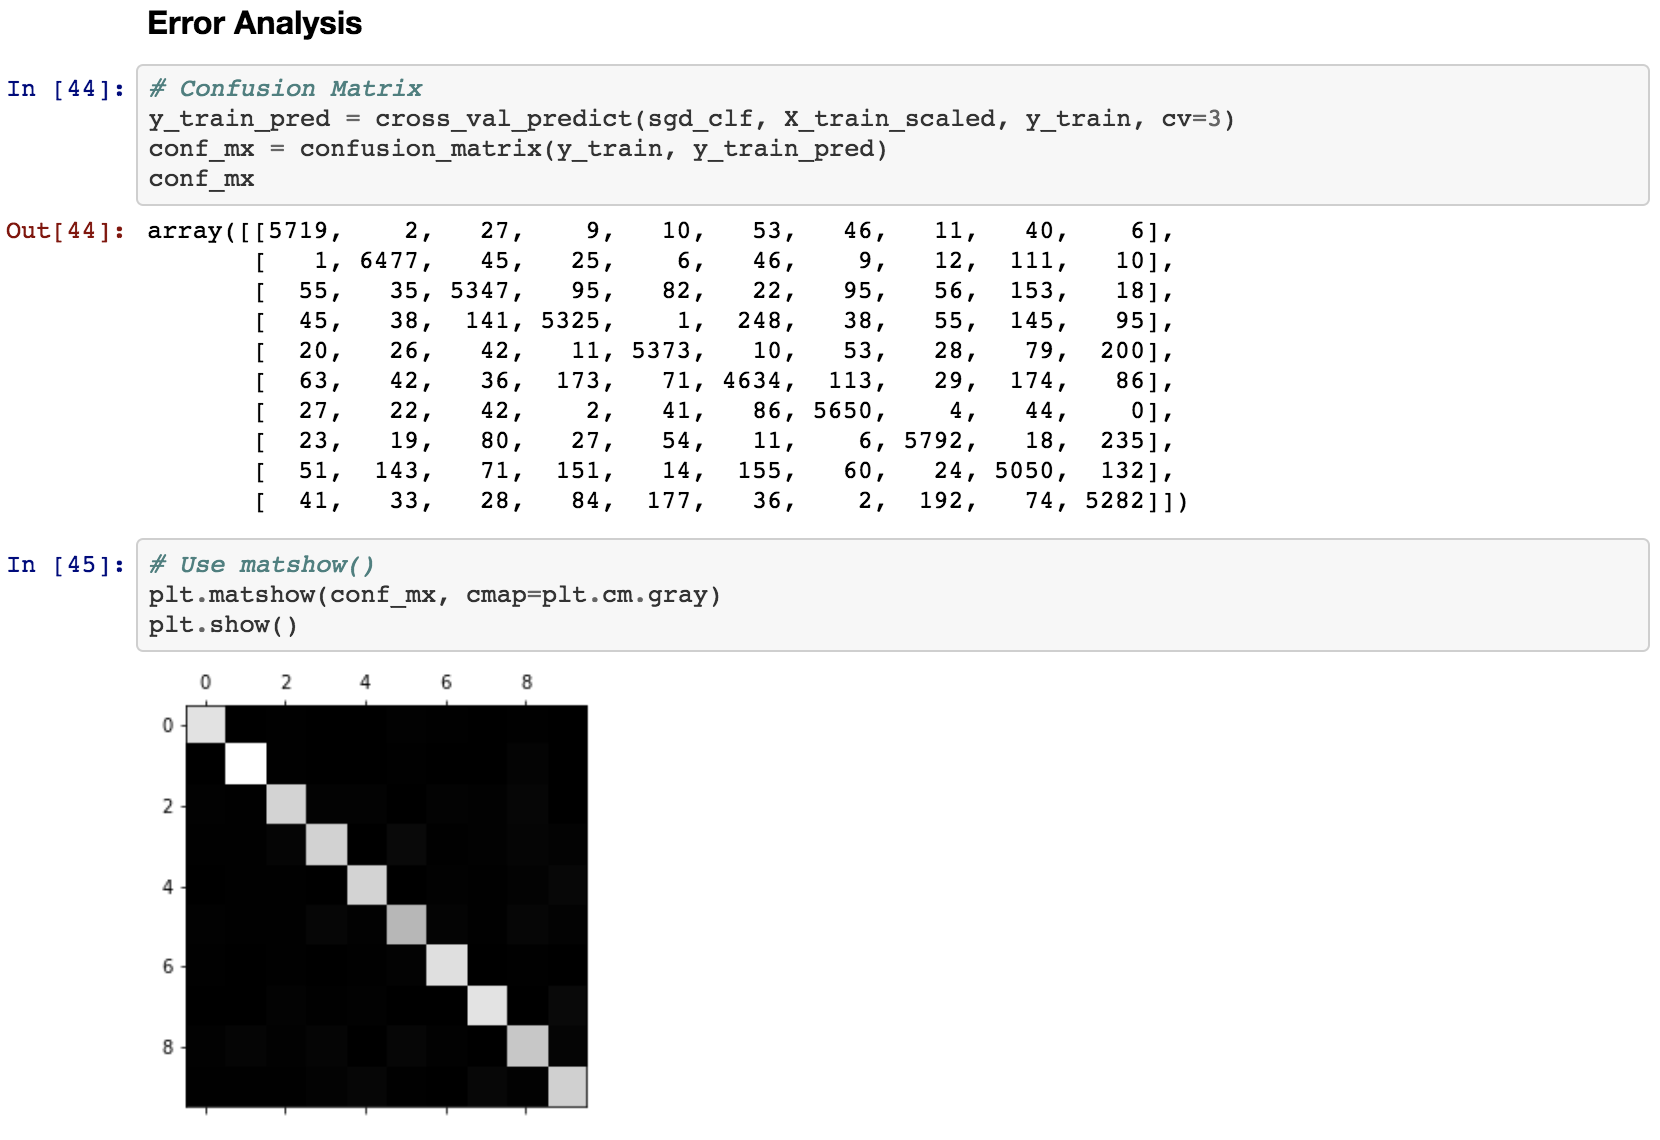 Error Analysis
In [44]: # Confusion Matrix
y_train_pred = cross_val_predict(sgd_clf, X_train_scaled, y_train, cv=3)
conf_mx = confusion_matrix(y_train, y_train_pred)
conf_mx
Out[44]: array([[5719, 2, 27, 9, 10, 53, 46, 11, 40, 6],
[ 1, 6477, 45, 25, 6, 46, 9, 12, 111, 10],
[ 55, 35, 5347, 95, 82, 22, 95, 56, 153, 18],
[ 45, 38, 141, 5325, 1, 248, 38, 55, 145, 95],
[ 20, 26, 42, 11, 5373, 10, 53, 28, 79, 200],
[ 63, 42, 36, 173, 71, 4634, 113, 29, 174, 86],
[ 27, 22, 42, 2, 41, 86, 5650, 4, 44, 0],
[ 23, 19, 80, 27, 54, 11, 6, 5792, 18, 235],
[ 51, 143, 71, 151, 14, 155, 60, 24, 5050, 132],
[ 41, 33, 28, 84, 177, 36, 2, 192, 74, 5282]])
In [45]: # Use matshow()
plt.matshow(conf_mx, cmap=plt.cm.gray)
plt.show()
0 2 4 6 8
0
2
4
6
8